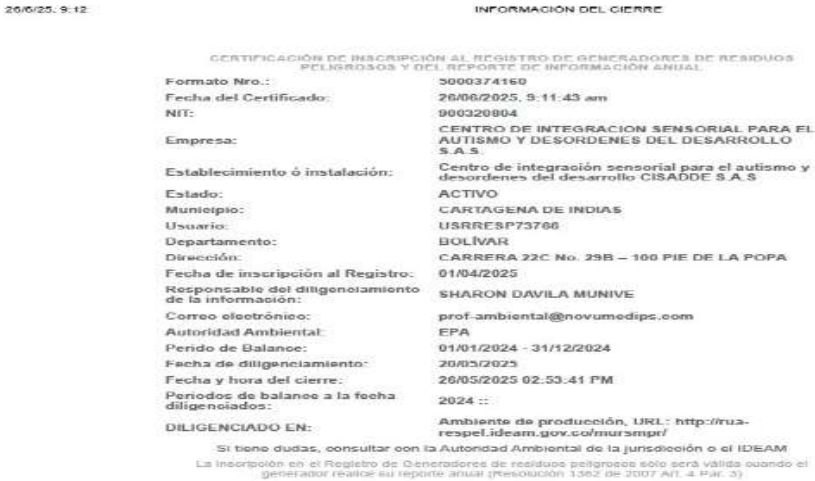 26/6/25, 9:12 INFORMACIÓN DEL CIERRE
CERTIFICACIÓN DE INSCRIPCIÓN AL REGISTRO DE GENERADORES DE RESIDUOS
PELIGROSOS Y DEL REPORTE DE INFORMACIÓN ANUAL
Formato Nro.: 5000374160
Fecha del Certificado: 26/06/2025, 9:11:43 am
NIT: 900320804
Empresa: CENTRO DE INTEGRACION SENSORIAL PARA EL
AUTISMO Y DESORDENES DEL DESARROLLO
S.A.S.
Establecimiento ó instalación: Centro de integración sensorial para el autismo y
desordenes del desarrollo CISADDE S.A.S
Estado: ACTIVO
Municipio: CARTAGENA DE INDIAS
Usuario: USRRESP73766
Departamento: BOLÍVAR
Dirección: CARRERA 22C No. 29B – 100 PIE DE LA POPA
Fecha de inscripción al Registro: 01/04/2025
Responsable del diligenciamiento
de la información: SHARON DAVILA MUNIVE
Correo electrónico: prof-ambiental@novumedips.com
Autoridad Ambiental: EPA
Perido de Balance: 01/01/2024 - 31/12/2024
Fecha de diligenciamiento: 20/05/2025
Fecha y hora del cierre: 26/05/2025 02:53:41 PM
Periodos de balance a la fecha
diligenciados: 2024 ::
DILIGENCIADO EN: Ambiente de producción, URL: http://rua-
respel.ideam.gov.co/mursmpr/
Si tiene dudas, consultar con la Autoridad Ambiental de la jurisdicción o el IDEAM
La inscripción en el Registro de Generadores de residuos peligrosos sólo será válida cuando el
generador realice su reporte anual (Resolución 1362 de 2007 Art. 4 Par. 3)